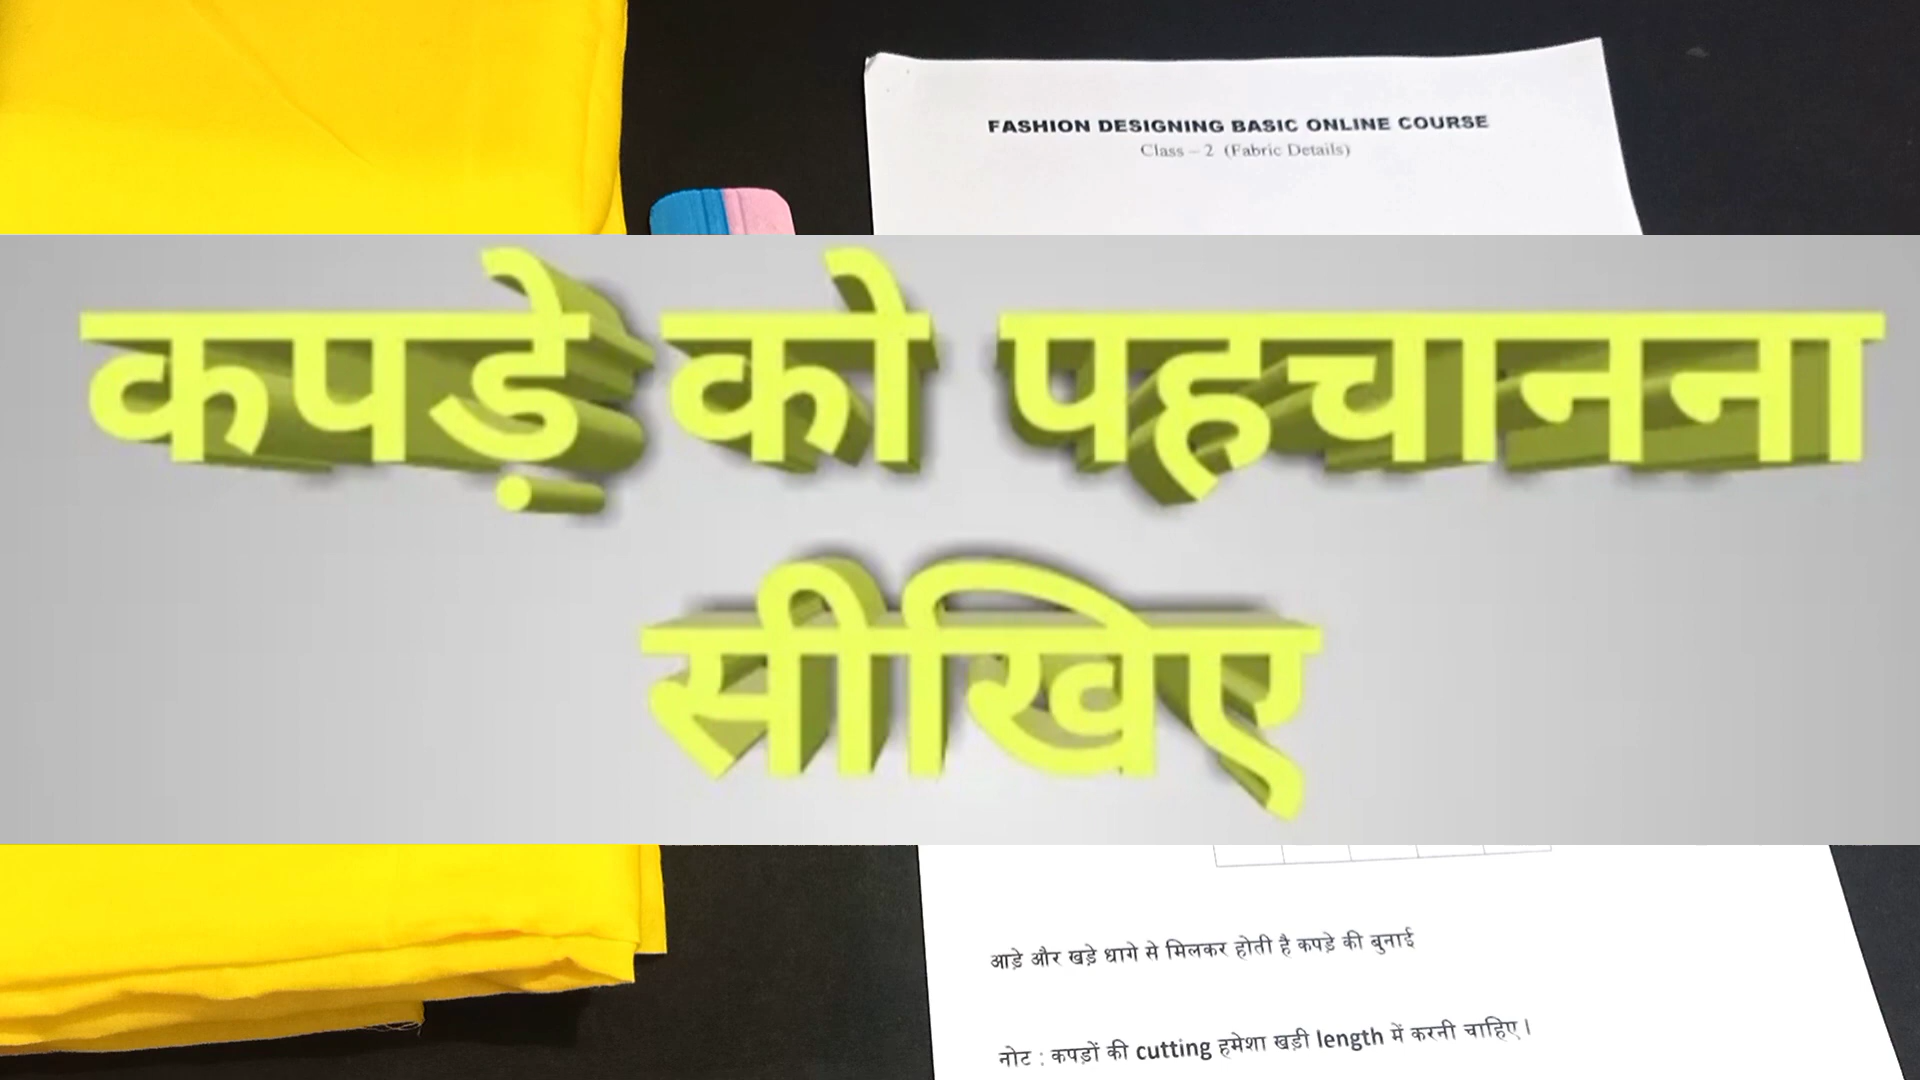 FASHION DESIGNING BASIC ONLINE COURSE
Class – 2 (Fabric Details)
कपड़े को पहचानना
सीखिए
आड़े और खड़े धागे से मिलकर होती है कपड़े की बुनाई
नोट : कपड़ों की cutting हमेशा खड़ी length में करनी चाहिए ।